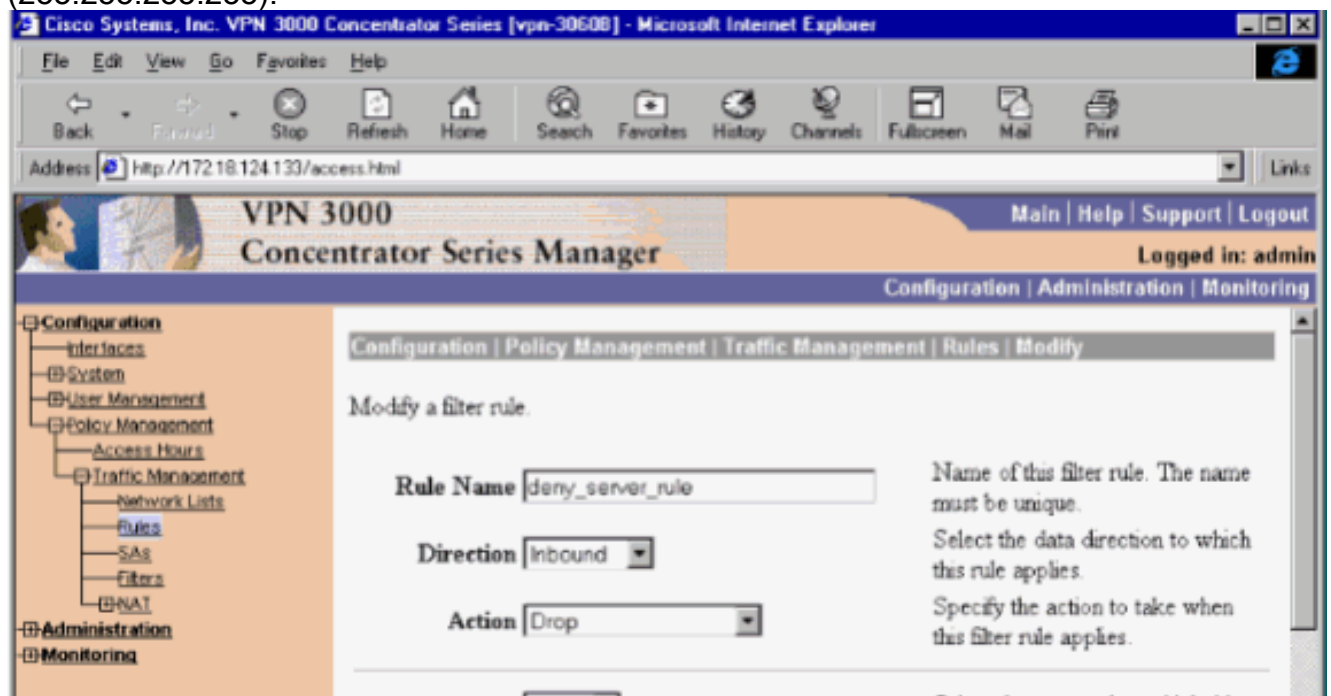 (255.255.255.255).
Cisco Systems, Inc. VPN 3000 Concentrator Series [vpn-3060B] - Microsoft Internet Explorer
File Edit View Go Favorites Help
Back Forward Stop Refresh Home Search Favorites History Channels Fullscreen Mail Print
Address http://172.18.124.133/access.html Links
VPN 3000
Concentrator Series Manager
Main | Help | Support | Logout
Logged in: admin
Configuration | Administration | Monitoring
Configuration
Interfaces
System
User Management
Policy Management
Access Hours
Traffic Management
Network Lists
Rules
SAs
Filters
NAT
Administration
Monitoring
Configuration | Policy Management | Traffic Management | Rules | Modify
Modify a filter rule.
Rule Name deny_server_rule
Name of this filter rule. The name
must be unique.
Direction Inbound
Select the data direction to which
this rule applies.
Action Drop
Specify the action to take when
this filter rule applies.